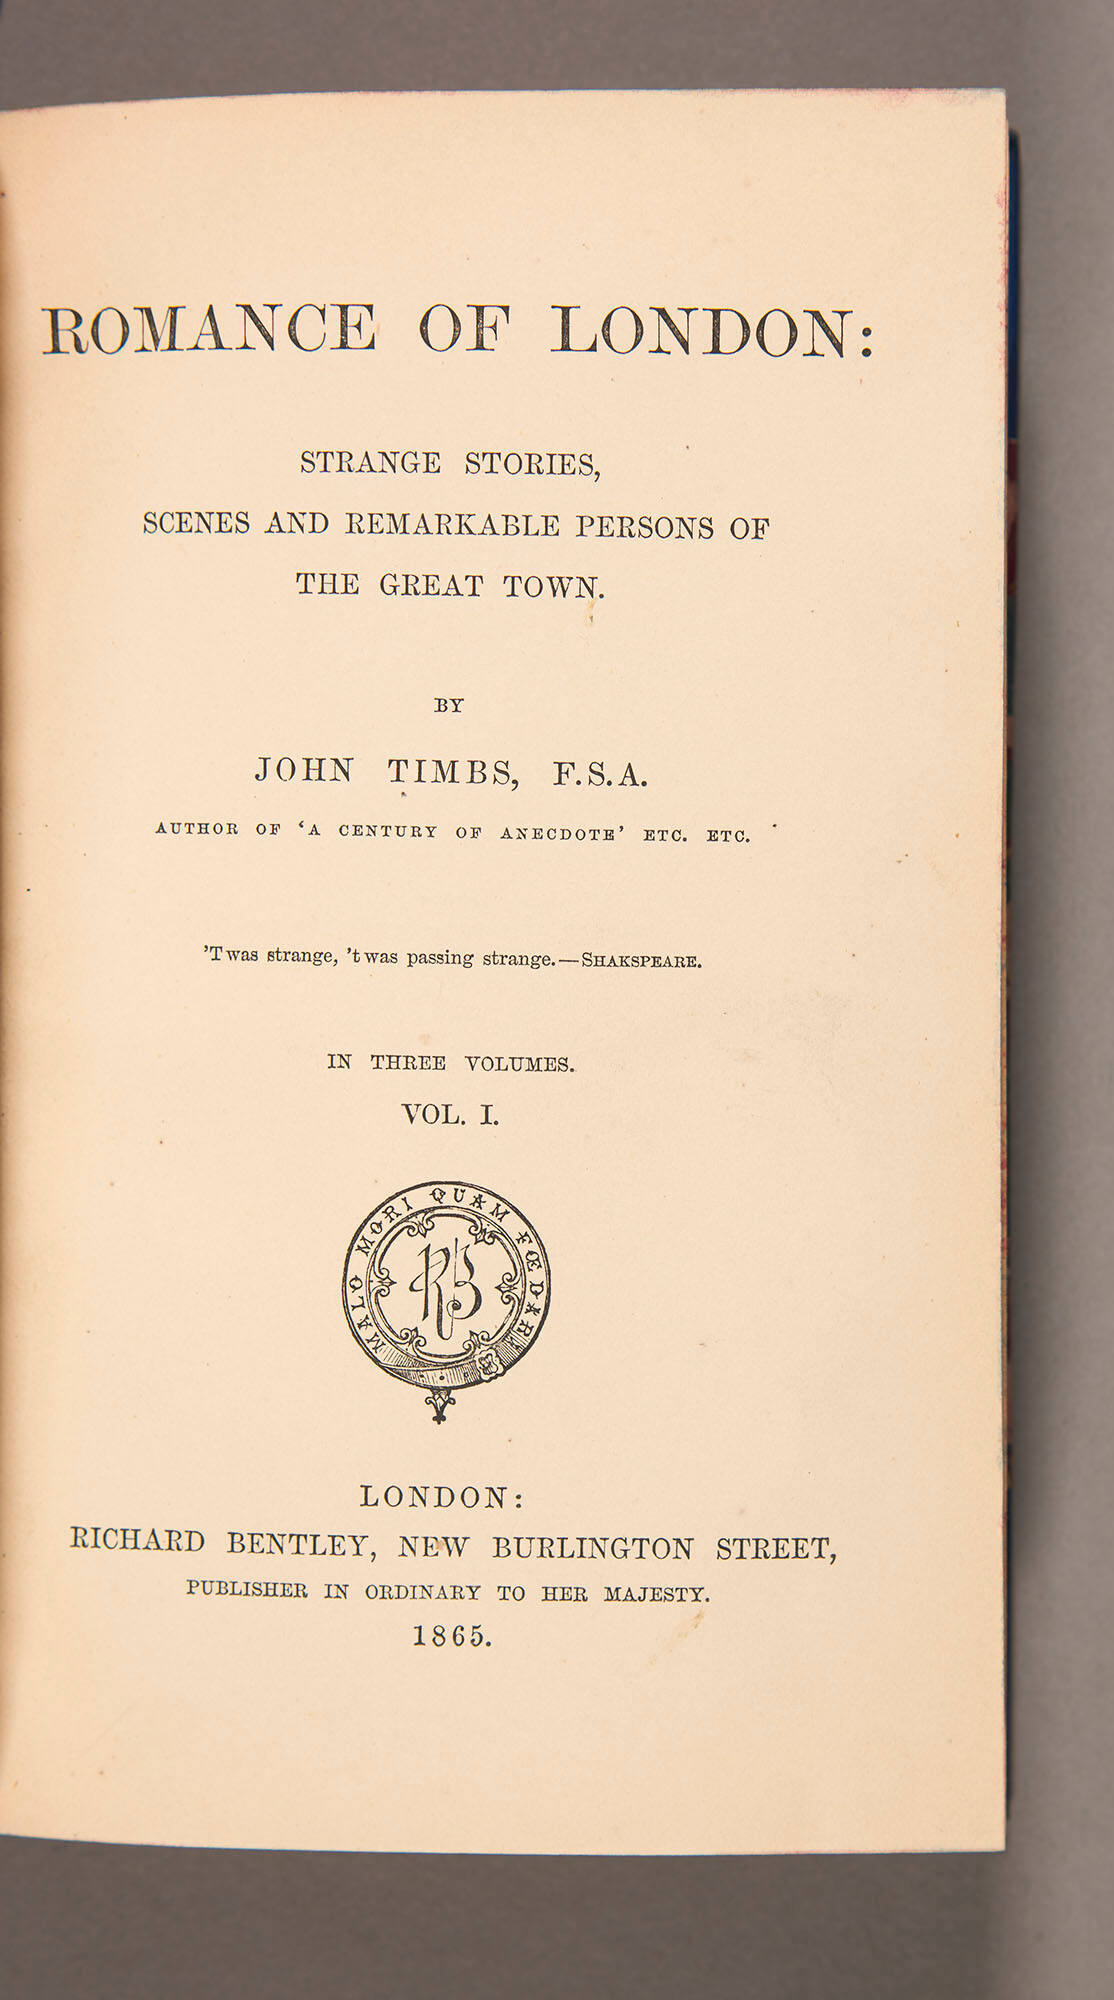 ROMANCE OF LONDON:
STRANGE STORIES,
SCENES AND REMARKABLE PERSONS OF
THE GREAT TOWN.
BY
JOHN TIMBS, F.S.A.
AUTHOR OF ‘A CENTURY OF ANECDOTE’ ETC. ETC.
’Twas strange, ’twas passing strange.—SHAKSPEARE.
IN THREE VOLUMES.
VOL. I.
MALO MORI QUAM FŒDARI
RB
LONDON:
RICHARD BENTLEY, NEW BURLINGTON STREET,
PUBLISHER IN ORDINARY TO HER MAJESTY.
1865.